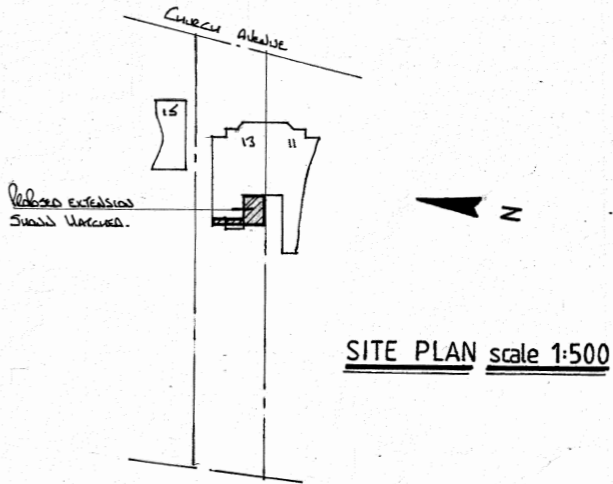 CHURCH AVENUE
15
13 11
PROPOSED EXTENSION
SHOWN HATCHED.
N
SITE PLAN scale 1:500